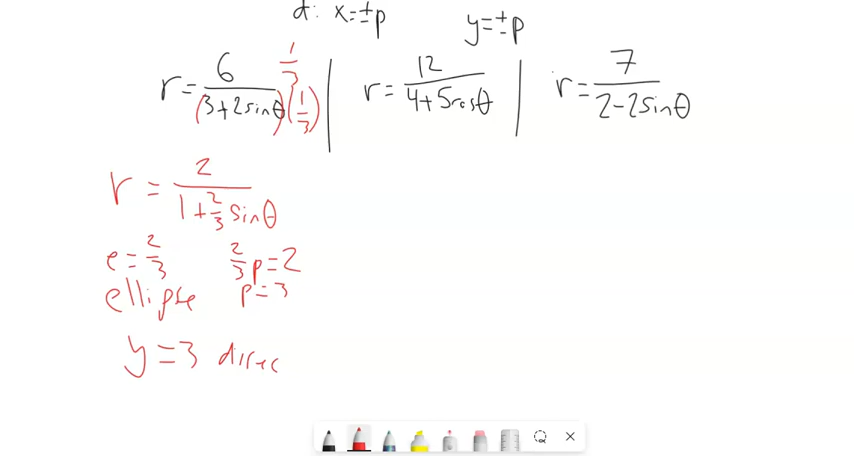 d: x=±p y=±p
r = 6/(3+2sinθ) (1/3)/(1/3) | r = 12/(4+5cosθ) | r = 7/(2-2sinθ)
r = 2/(1+2/3 sinθ)
e = 2/3 2/3 p = 2
ellipse p = 3
y = 3 direc